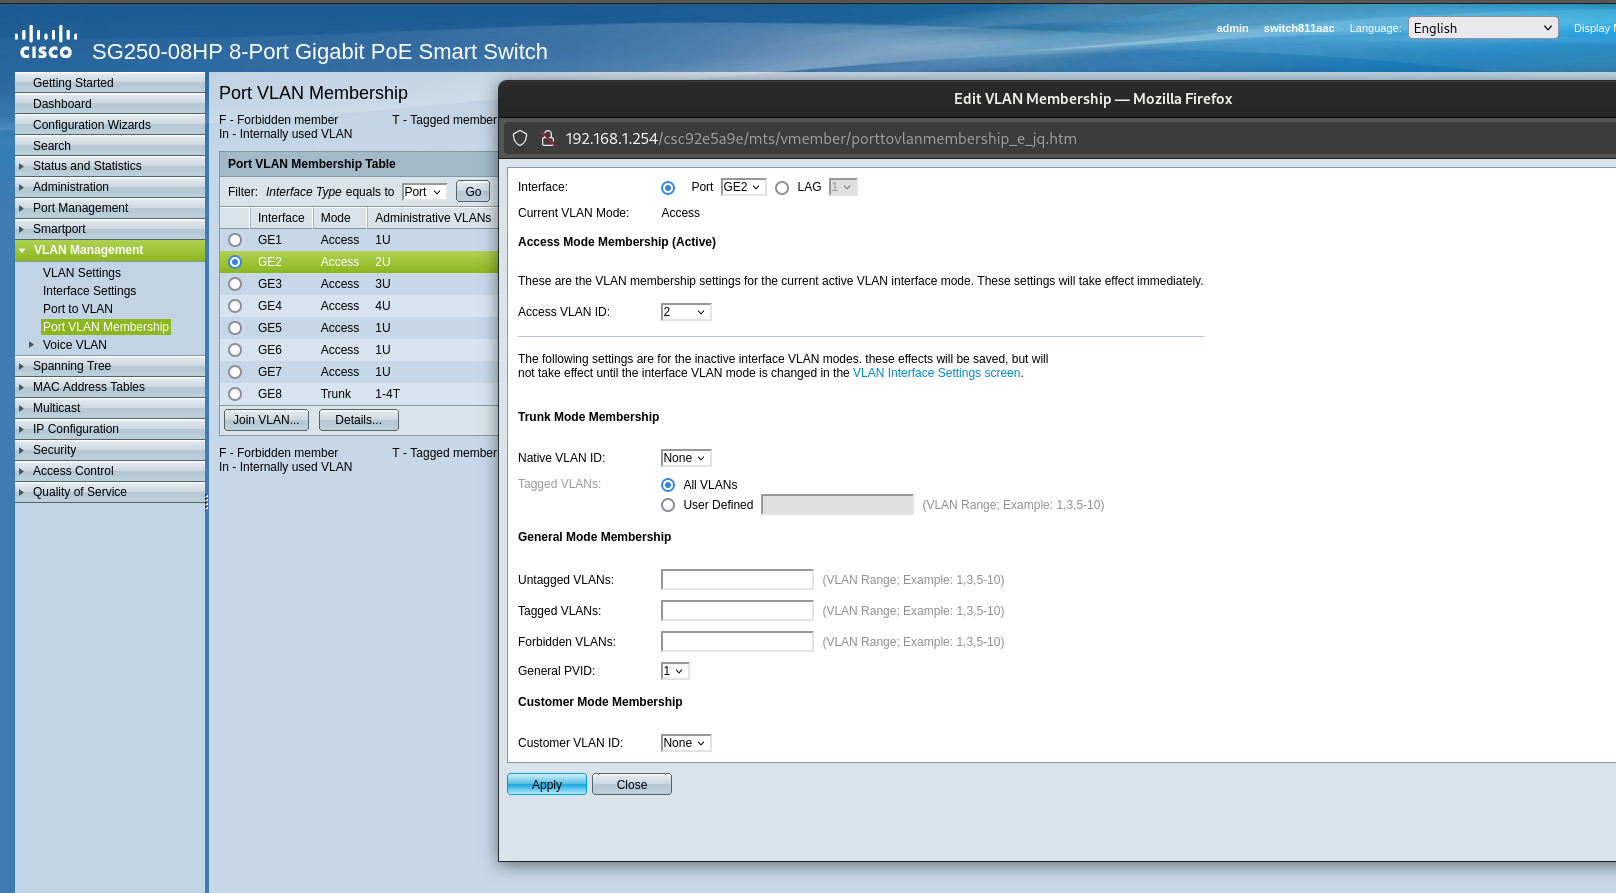 cisco
SG250-08HP 8-Port Gigabit PoE Smart Switch
admin switch811aac Language: English Display
Getting Started
Dashboard
Configuration Wizards
Search
Status and Statistics
Administration
Port Management
Smartport
VLAN Management
VLAN Settings
Interface Settings
Port to VLAN
Port VLAN Membership
Voice VLAN
Spanning Tree
MAC Address Tables
Multicast
IP Configuration
Security
Access Control
Quality of Service
Port VLAN Membership
F - Forbidden member T - Tagged member
In - Internally used VLAN
Port VLAN Membership Table
Filter: Interface Type equals to Port Go
Interface Mode Administrative VLANs
GE1 Access 1U
GE2 Access 2U
GE3 Access 3U
GE4 Access 4U
GE5 Access 1U
GE6 Access 1U
GE7 Access 1U
GE8 Trunk 1-4T
Join VLAN... Details...
F - Forbidden member T - Tagged member
In - Internally used VLAN
Edit VLAN Membership — Mozilla Firefox
192.168.1.254/csc92e5a9e/mts/vmember/porttovlanmembership_e_jq.htm
Interface: Port GE2 LAG 1
Current VLAN Mode: Access
Access Mode Membership (Active)
These are the VLAN membership settings for the current active VLAN interface mode. These settings will take effect immediately.
Access VLAN ID: 2
The following settings are for the inactive interface VLAN modes. these effects will be saved, but will
not take effect until the interface VLAN mode is changed in the VLAN Interface Settings screen.
Trunk Mode Membership
Native VLAN ID: None
Tagged VLANs: All VLANs
User Defined (VLAN Range; Example: 1,3,5-10)
General Mode Membership
Untagged VLANs: (VLAN Range; Example: 1,3,5-10)
Tagged VLANs: (VLAN Range; Example: 1,3,5-10)
Forbidden VLANs: (VLAN Range; Example: 1,3,5-10)
General PVID: 1
Customer Mode Membership
Customer VLAN ID: None
Apply Close